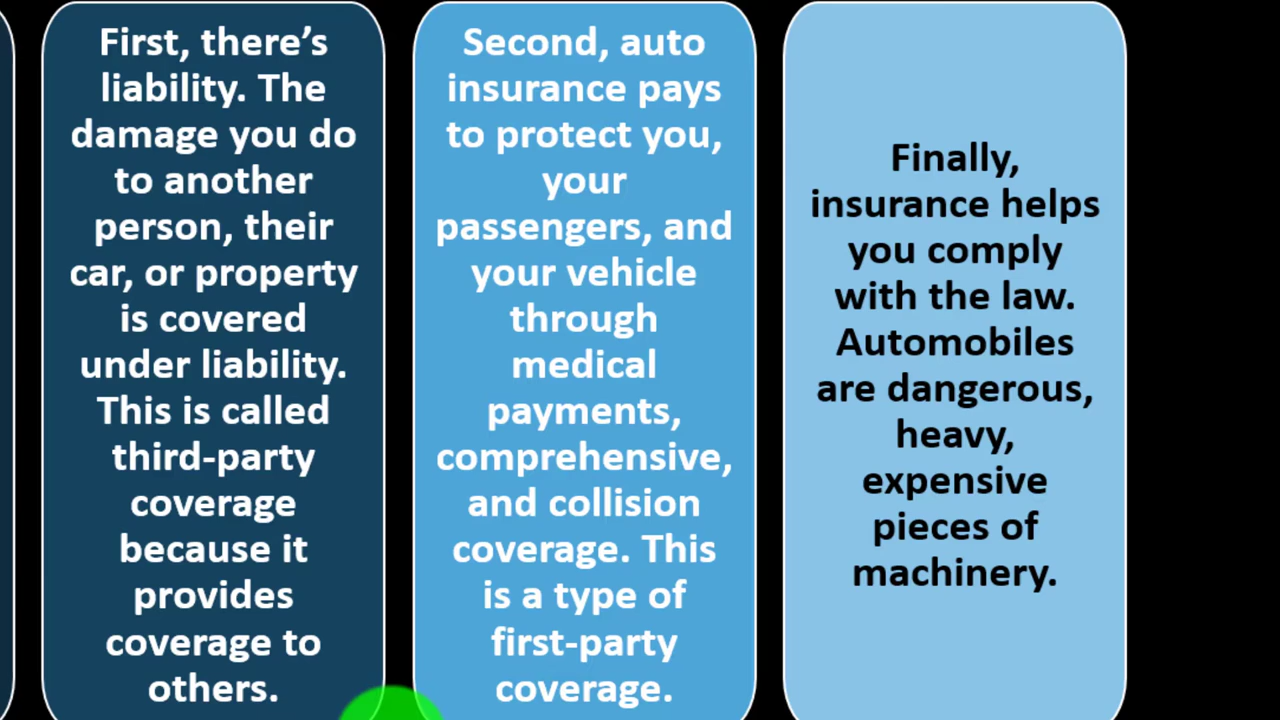 First, there’s
liability. The
damage you do
to another
person, their
car, or property
is covered
under liability.
This is called
third-party
coverage
because it
provides
coverage to
others.
Second, auto
insurance pays
to protect you,
your
passengers, and
your vehicle
through
medical
payments,
comprehensive,
and collision
coverage. This
is a type of
first-party
coverage.
Finally,
insurance helps
you comply
with the law.
Automobiles
are dangerous,
heavy,
expensive
pieces of
machinery.